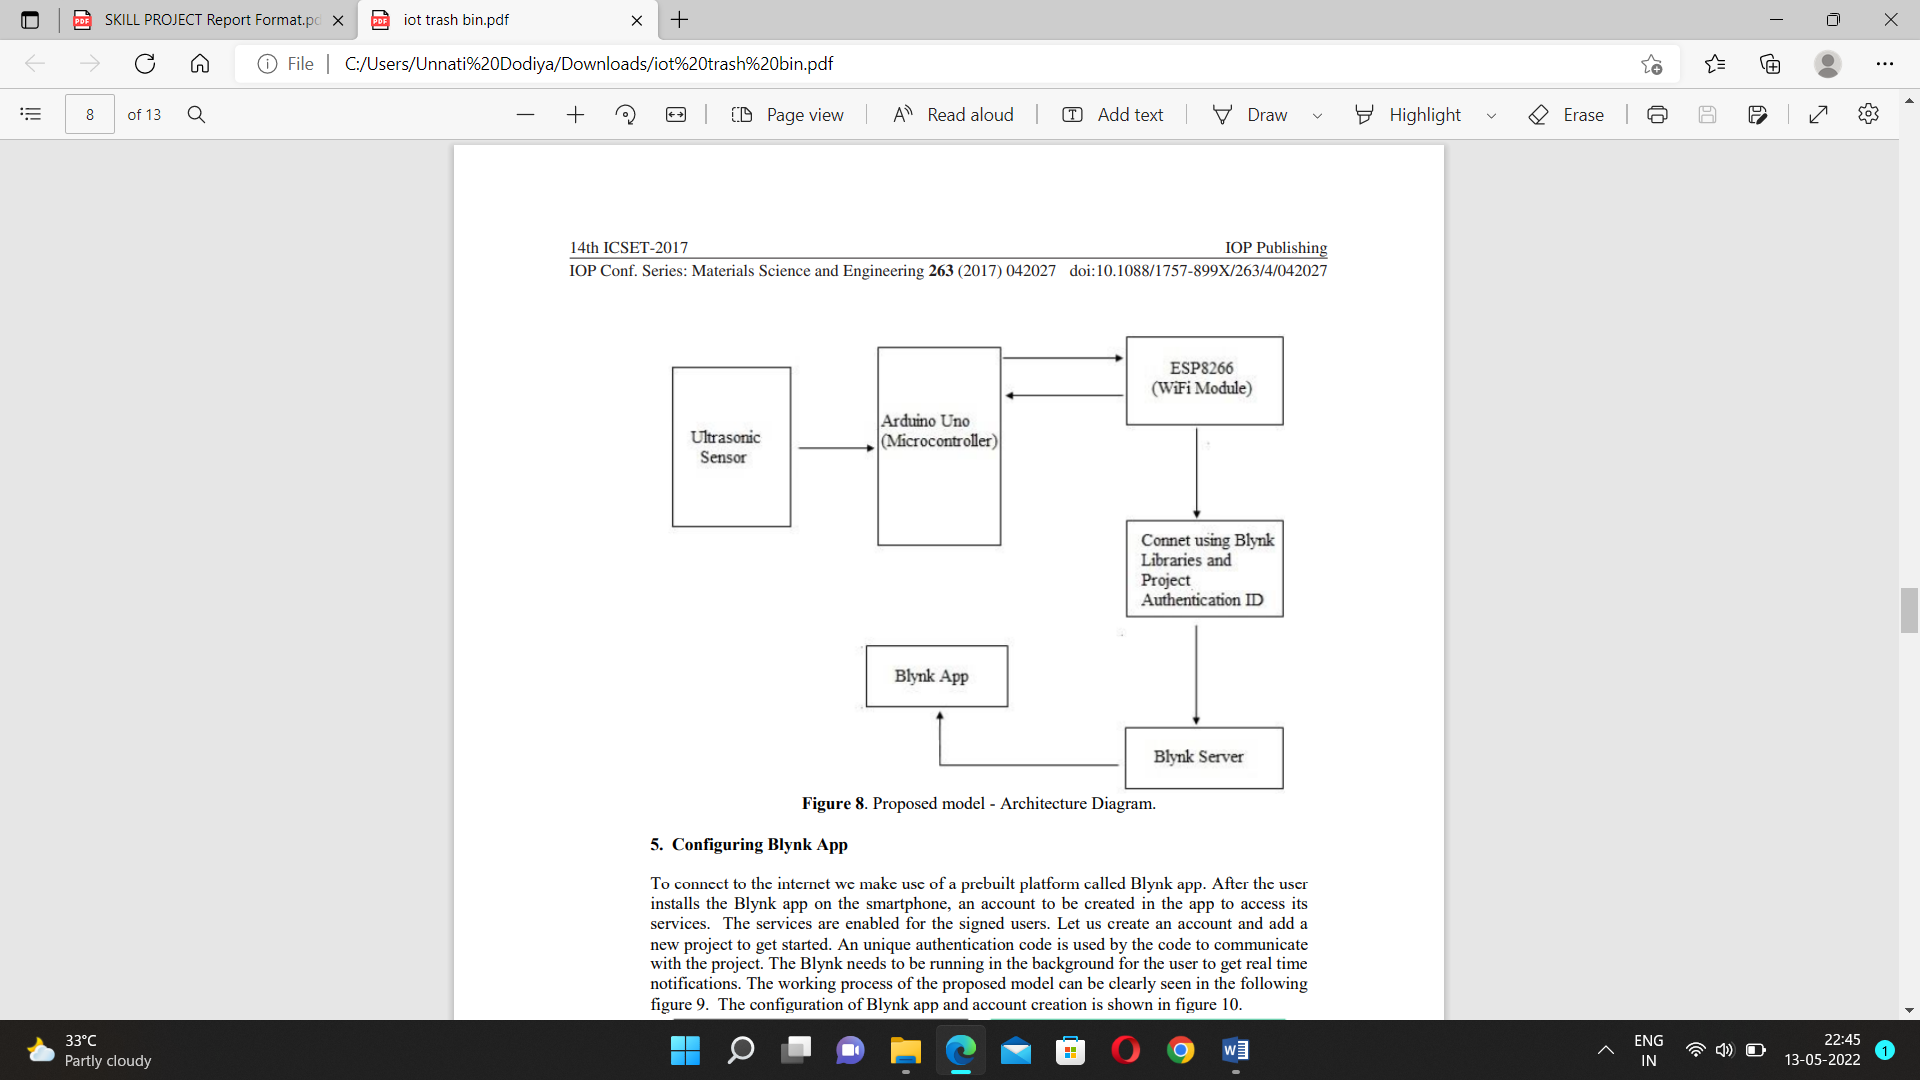 SKILL PROJECT Report Format.pd
iot trash bin.pdf
File
C:/Users/Unnati%20Dodiya/Downloads/iot%20trash%20bin.pdf
8 of 13
Page view
Read aloud
Add text
Draw
Highlight
Erase
14th ICSET-2017 IOP Publishing
IOP Conf. Series: Materials Science and Engineering 263 (2017) 042027 doi:10.1088/1757-899X/263/4/042027
ESP8266
(WiFi Module)
Arduino Uno
(Microcontroller)
Ultrasonic
Sensor
Connet using Blynk
Libraries and
Project
Authentication ID
Blynk App
Blynk Server
Figure 8. Proposed model - Architecture Diagram.
5. Configuring Blynk App
To connect to the internet we make use of a prebuilt platform called Blynk app. After the user
installs the Blynk app on the smartphone, an account to be created in the app to access its
services. The services are enabled for the signed users. Let us create an account and add a
new project to get started. An unique authentication code is used by the code to communicate
with the project. The Blynk needs to be running in the background for the user to get real time
notifications. The working process of the proposed model can be clearly seen in the following
figure 9. The configuration of Blynk app and account creation is shown in figure 10.
33°C
Partly cloudy
ENG
IN
22:45
13-05-2022
1